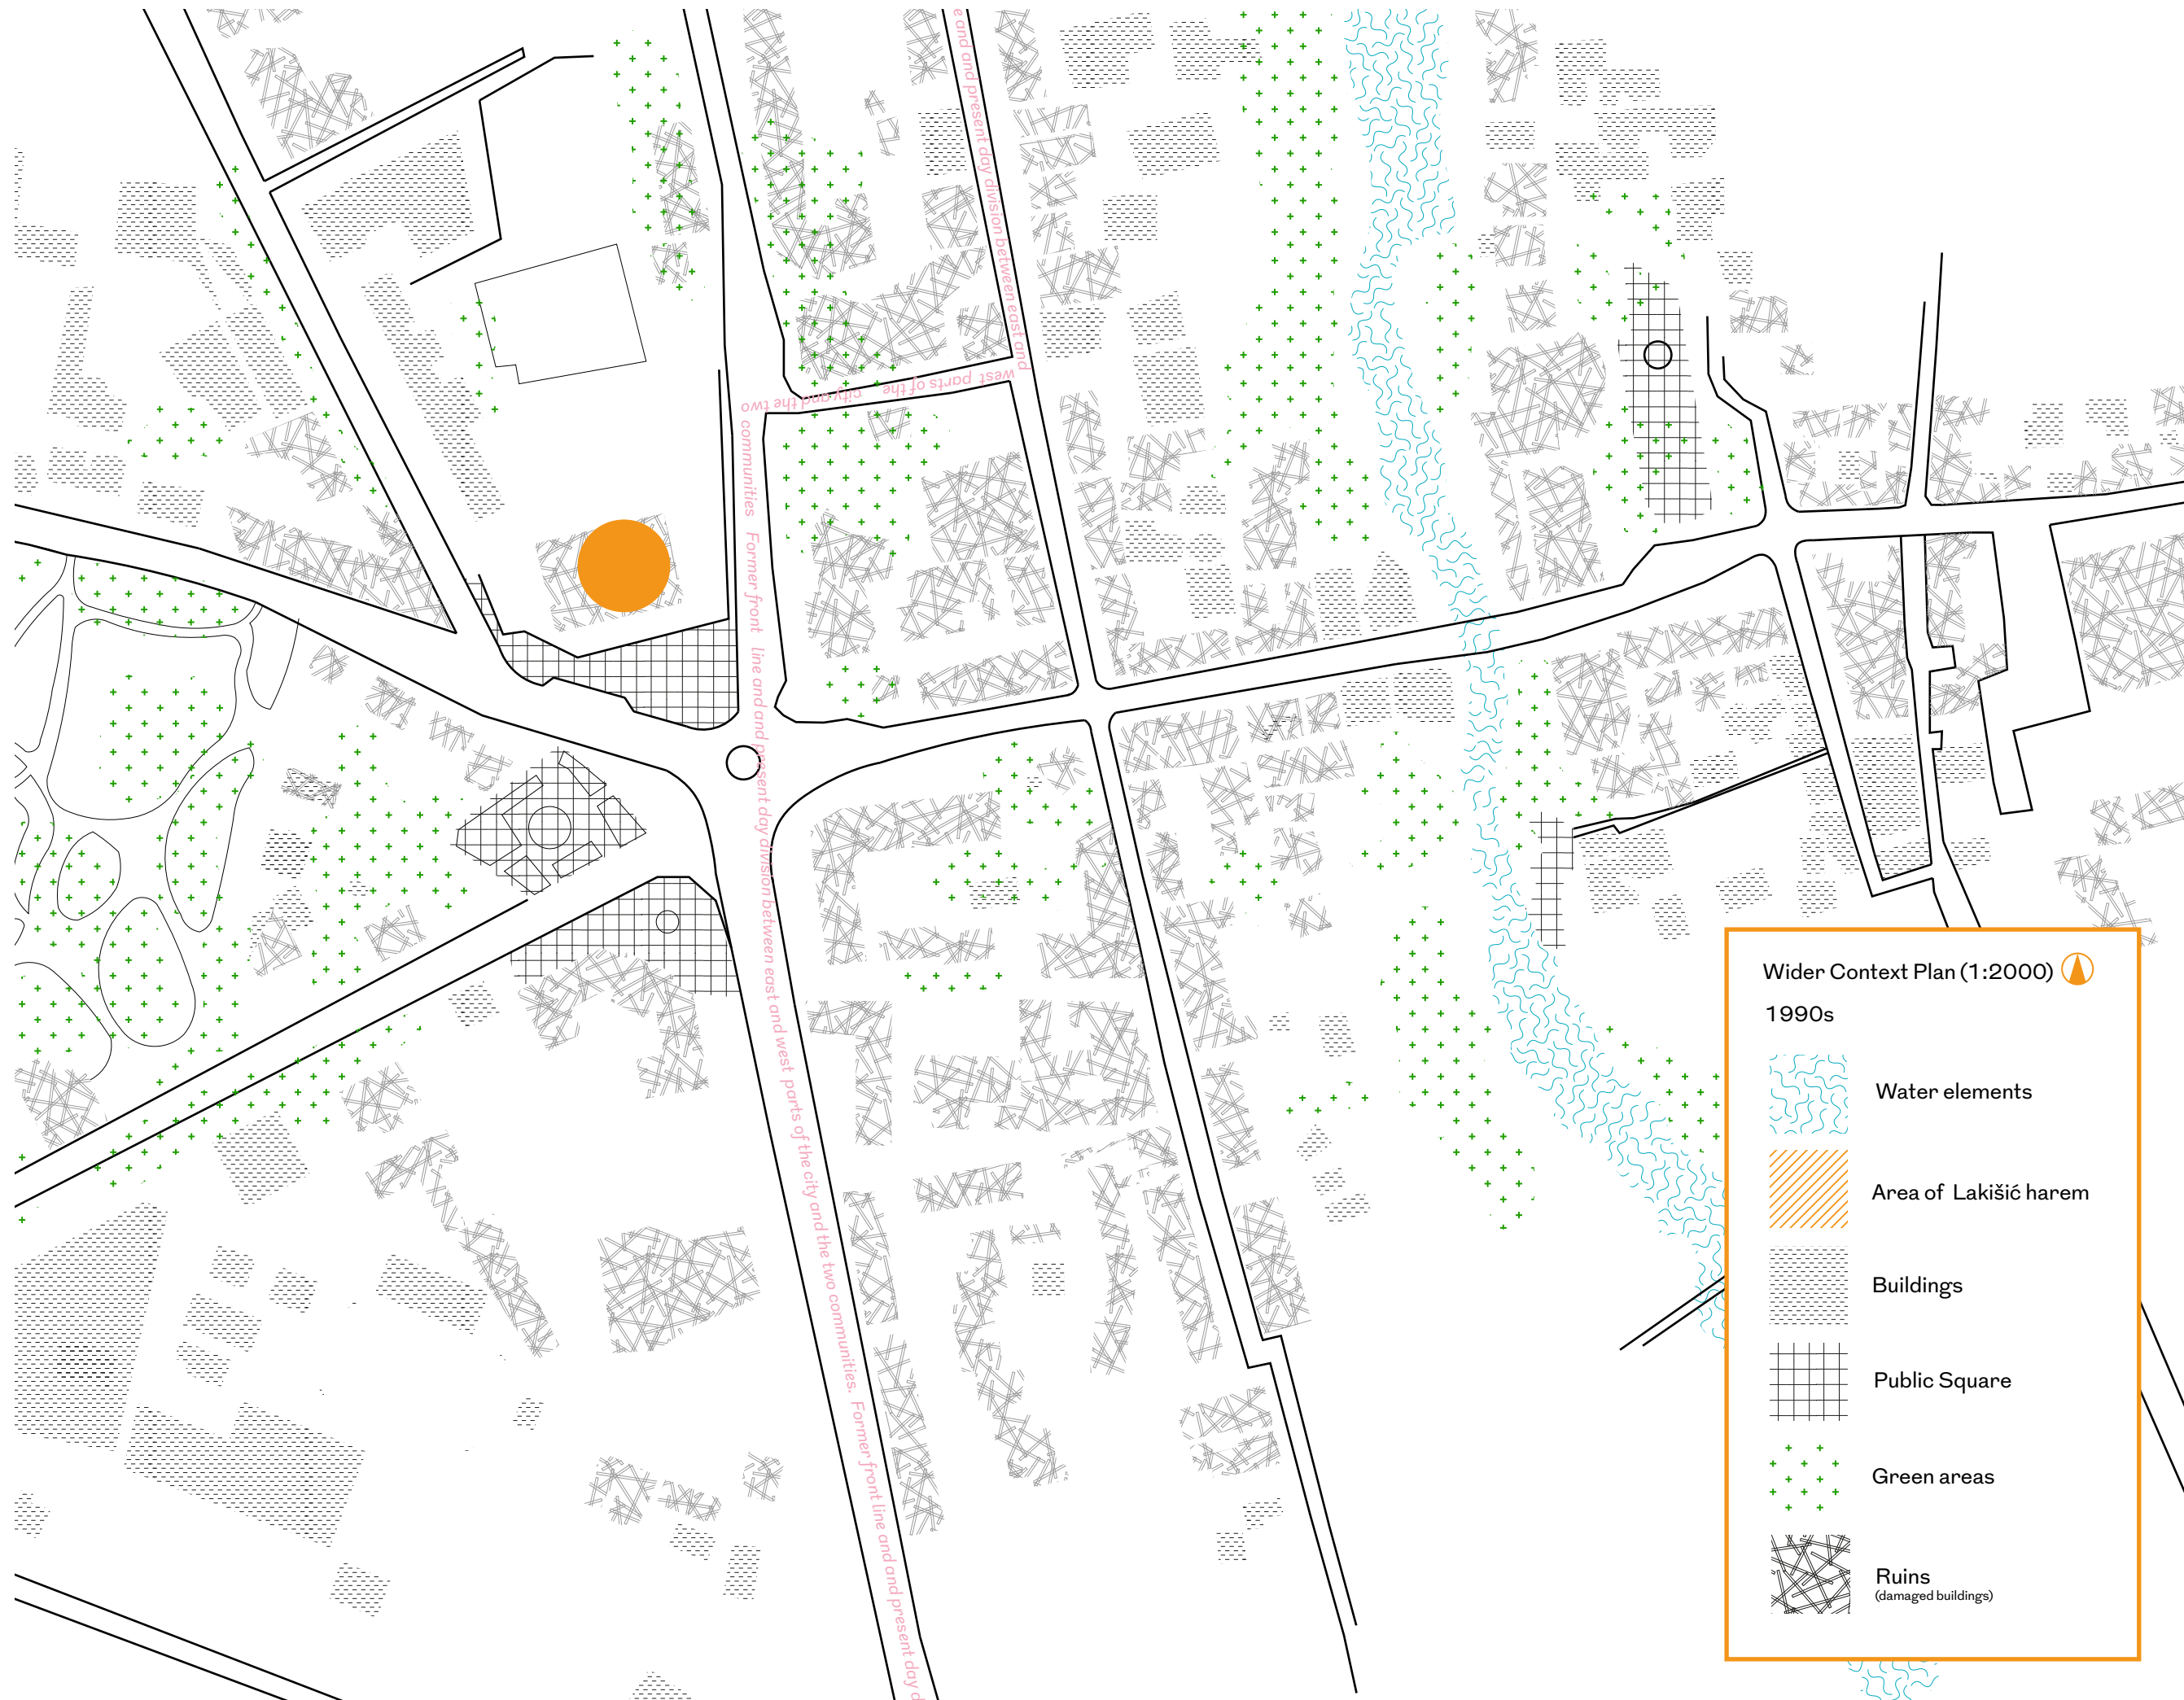 e and and present day division between east and
west parts of the city and the two
communities Former front line and and present day division between east and west parts of the city and the two communities. Former front line and and present day d
Wider Context Plan (1:2000)
1990s
Water elements
Area of Lakišić harem
Buildings
Public Square
Green areas
Ruins
(damaged buildings)